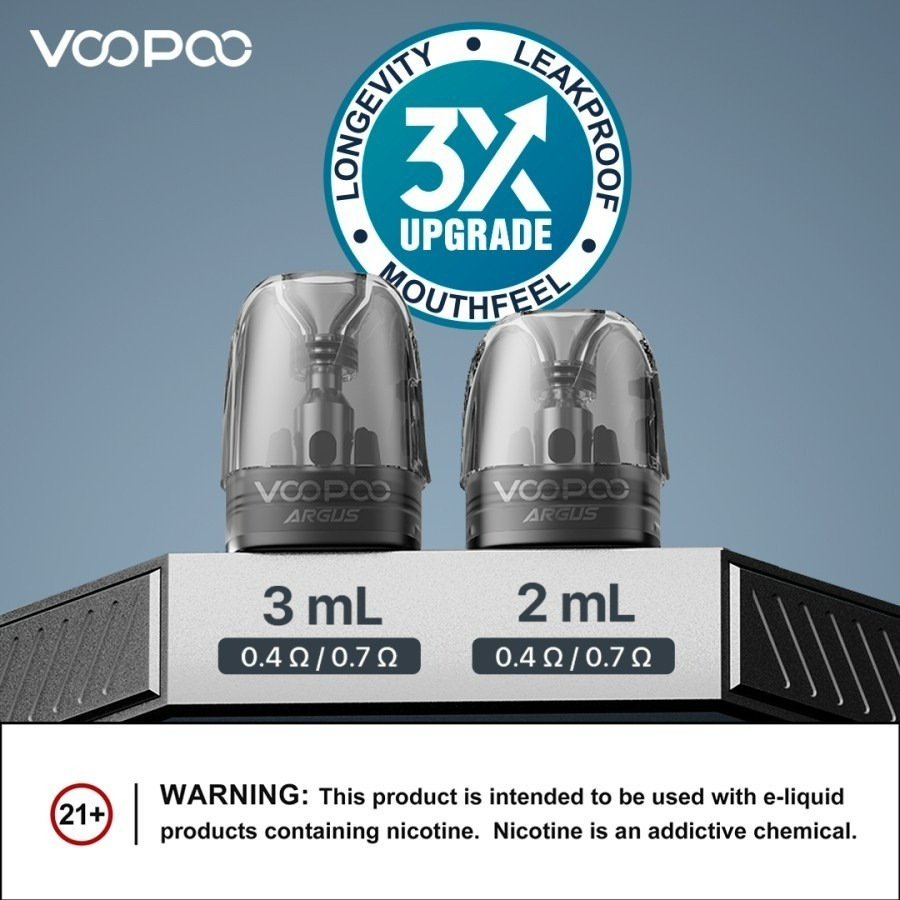 VOOPOO
LONGEVITY • LEAKPROOF • MOUTHFEEL •
3X
UPGRADE
VOOPOO
ARGUS
VOOPOO
ARGUS
3 mL
0.4 Ω / 0.7 Ω
2 mL
0.4 Ω / 0.7 Ω
21+
WARNING: This product is intended to be used with e-liquid
products containing nicotine. Nicotine is an addictive chemical.